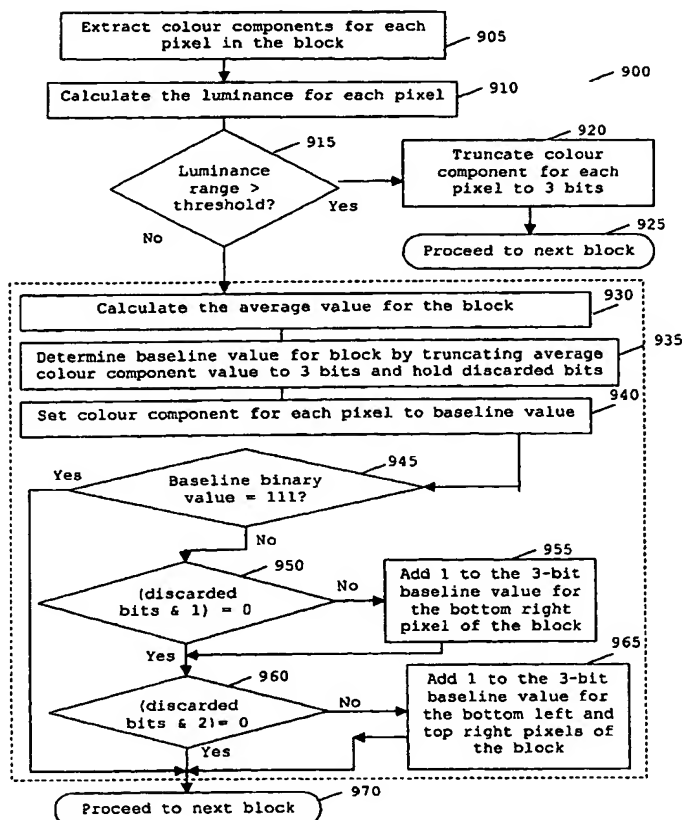 Extract colour components for each
pixel in the block
905
900
Calculate the luminance for each pixel
910
915
Luminance
range >
threshold?
Yes
No
920
Truncate colour
component for each
pixel to 3 bits
925
Proceed to next block
Calculate the average value for the block
930
Determine baseline value for block by truncating average
colour component value to 3 bits and hold discarded bits
935
Set colour component for each pixel to baseline value
940
Yes
945
Baseline binary
value = 111?
No
950
(discarded
bits & 1) = 0
No
955
Add 1 to the 3-bit
baseline value for
the bottom right
pixel of the block
Yes
960
(discarded
bits & 2)= 0
No
965
Add 1 to the 3-bit
baseline value for
the bottom left and
top right pixels of
the block
Yes
Proceed to next block
970